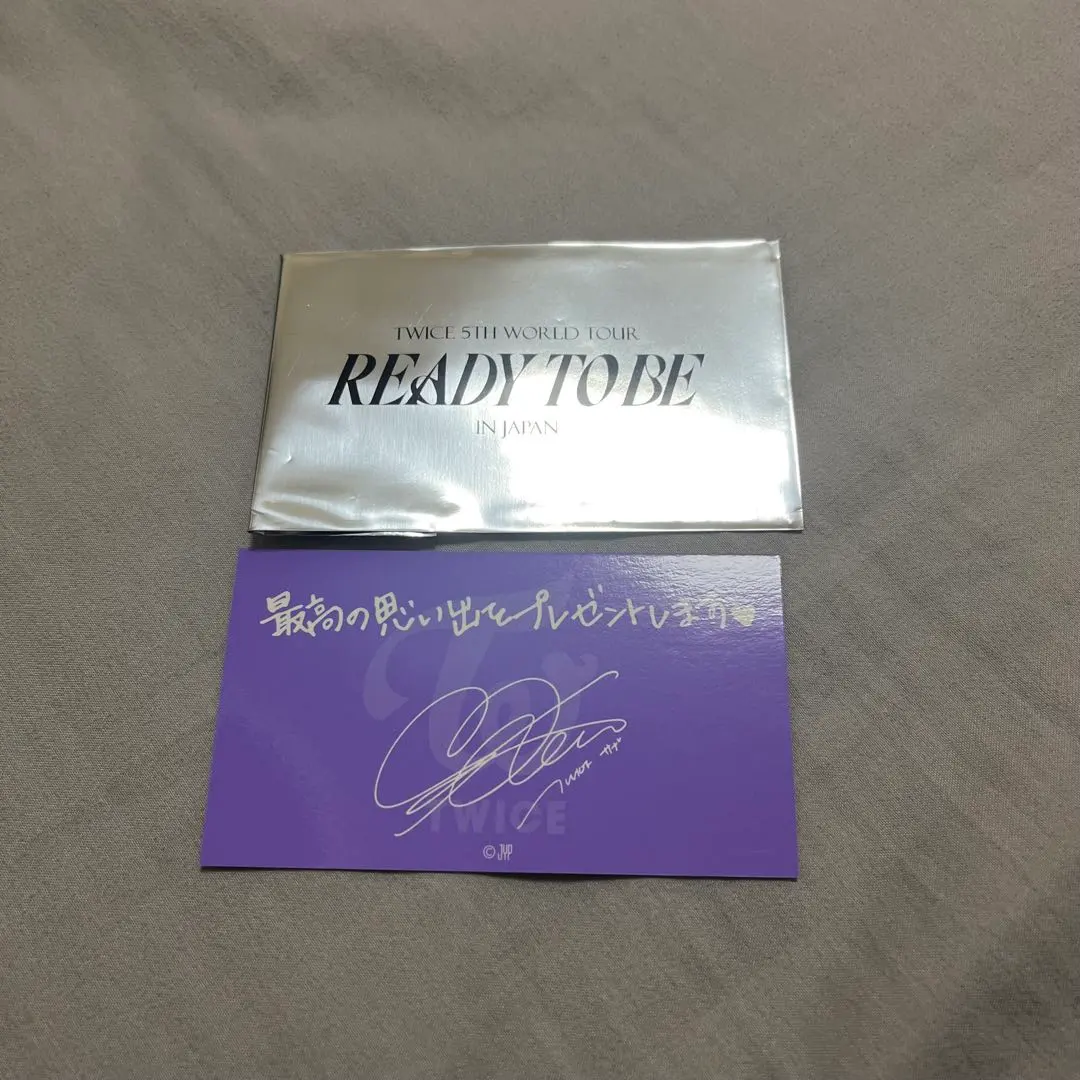 TWICE 5TH WORLD TOUR
READY TO BE
IN JAPAN
最高の思い出をプレゼントします♥
TWICE
© JYP